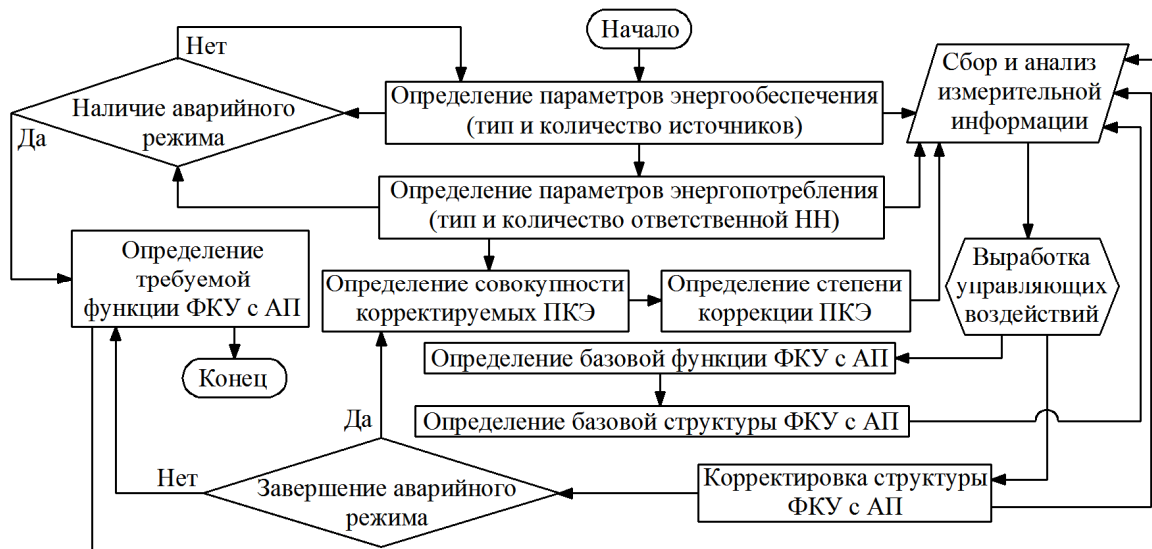 Начало
Нет
Сбор и анализ
измерительной
информации
Определение параметров энергообеспечения
(тип и количество источников)
Наличие аварийного
режима
Да
Определение параметров энергопотребления
(тип и количество ответственной НН)
Определение
требуемой
функции ФКУ с АП
Выработка
управляющих
воздействий
Определение совокупности
корректируемых ПКЭ
Определение степени
коррекции ПКЭ
Конец
Определение базовой функции ФКУ с АП
Определение базовой структуры ФКУ с АП
Да
Нет
Завершение аварийного
режима
Корректировка структуры
ФКУ с АП